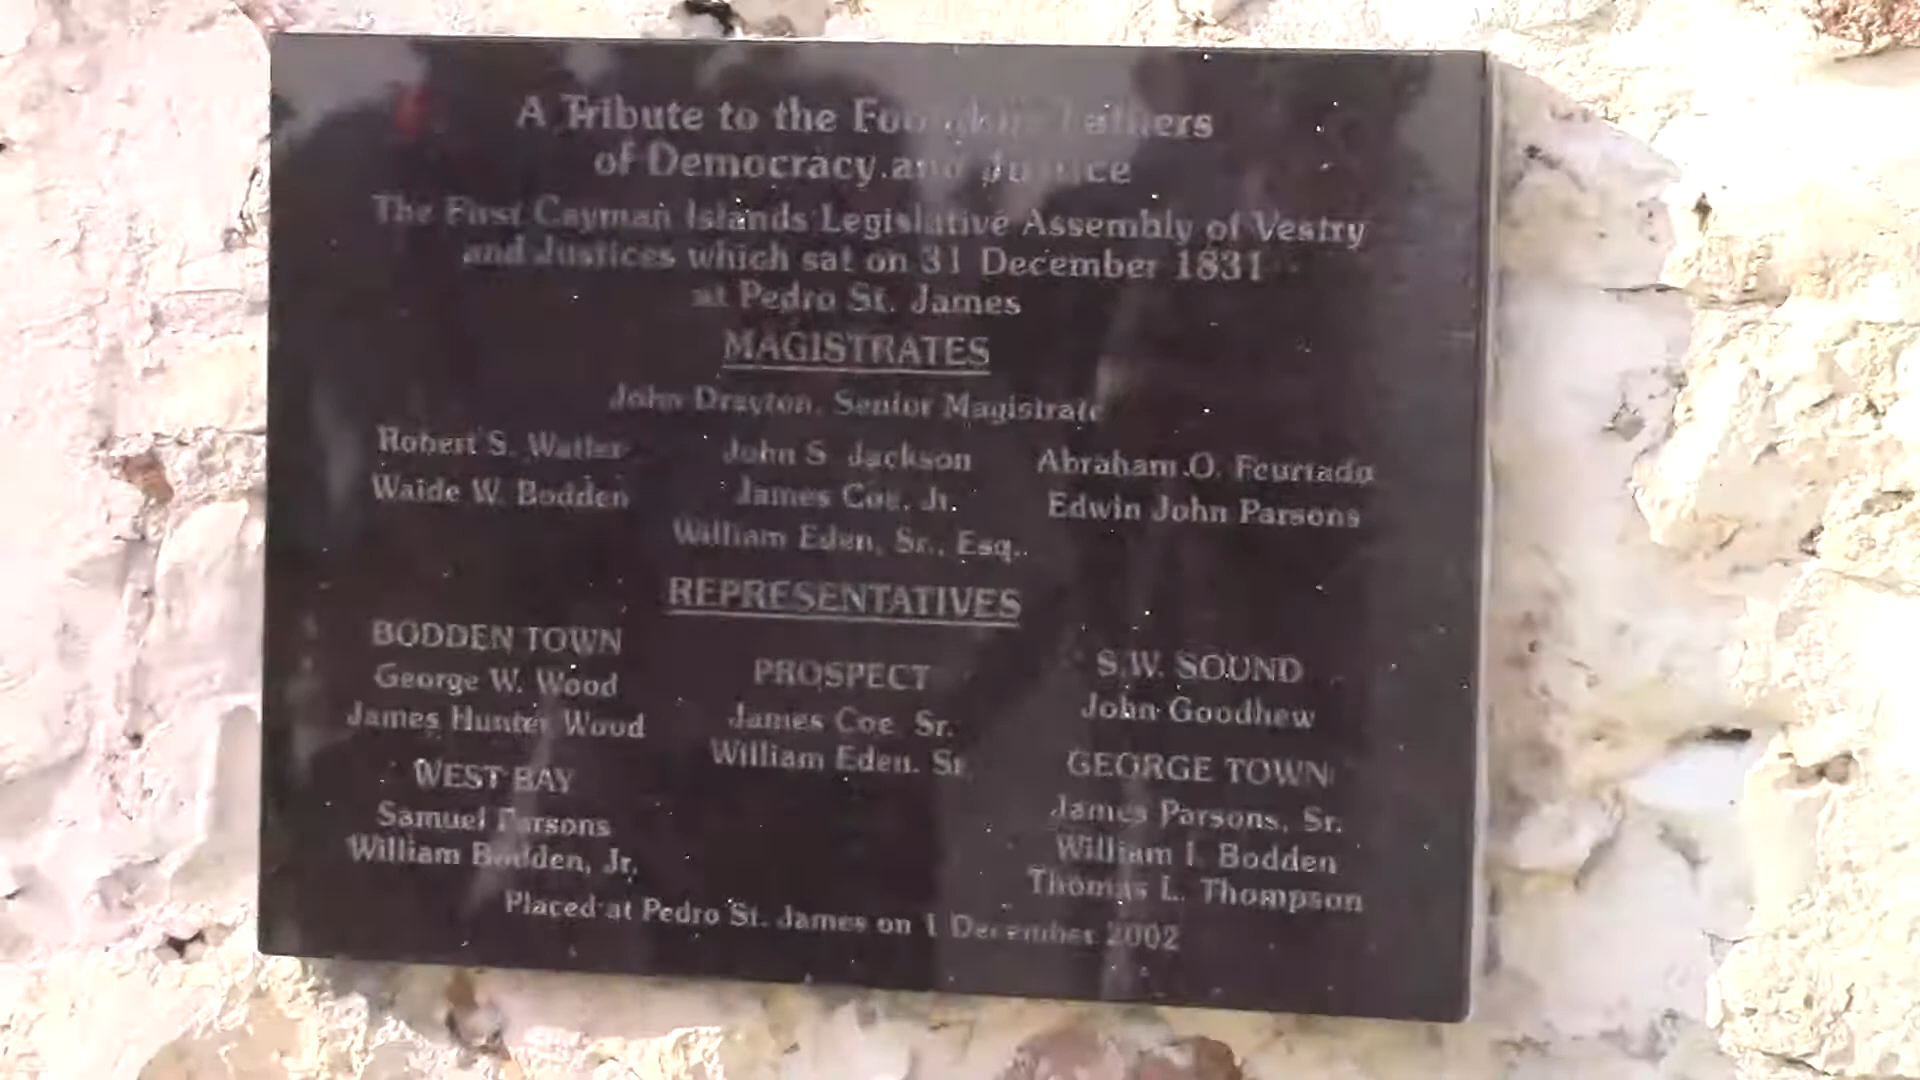 A Tribute to the Founding Fathers
of Democracy and Justice
The First Cayman Islands Legislative Assembly of Vestry
and Justices which sat on 31 December 1831
at Pedro St. James
MAGISTRATES
John Drayton, Senior Magistrate
Robert S. Watler John S. Jackson Abraham O. Feurtado
Waide W. Bodden James Coe, Jr. Edwin John Parsons
William Eden, Sr., Esq.
REPRESENTATIVES
BODDEN TOWN
George W. Wood
James Hunter Wood
WEST BAY
Samuel Parsons
William Bodden, Jr.
PROSPECT
James Coe Sr.
William Eden. Sr.
S.W. SOUND
John Goodhew
GEORGE TOWN
James Parsons, Sr.
William I. Bodden
Thomas L. Thompson
Placed at Pedro St. James on 1 December 2002